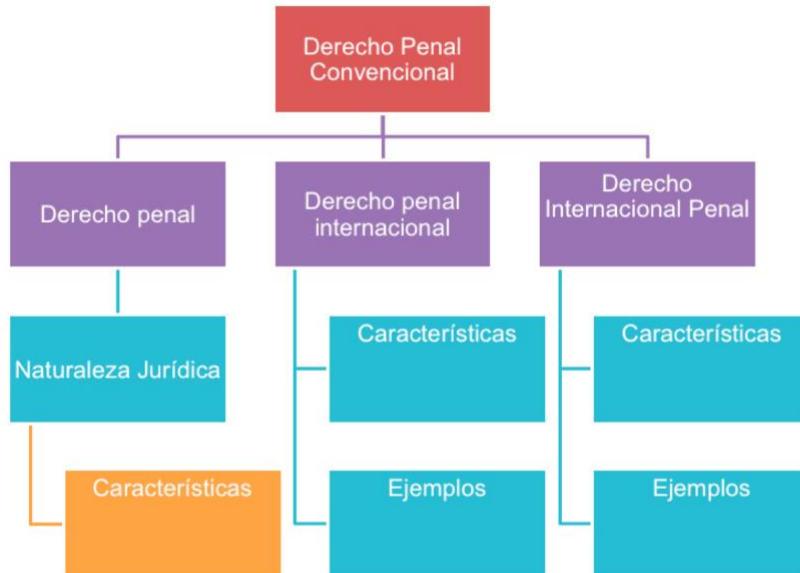 Derecho Penal
Convencional
Derecho penal
Derecho penal
internacional
Derecho
Internacional Penal
Naturaleza Jurídica
Características
Características
Características
Ejemplos
Ejemplos